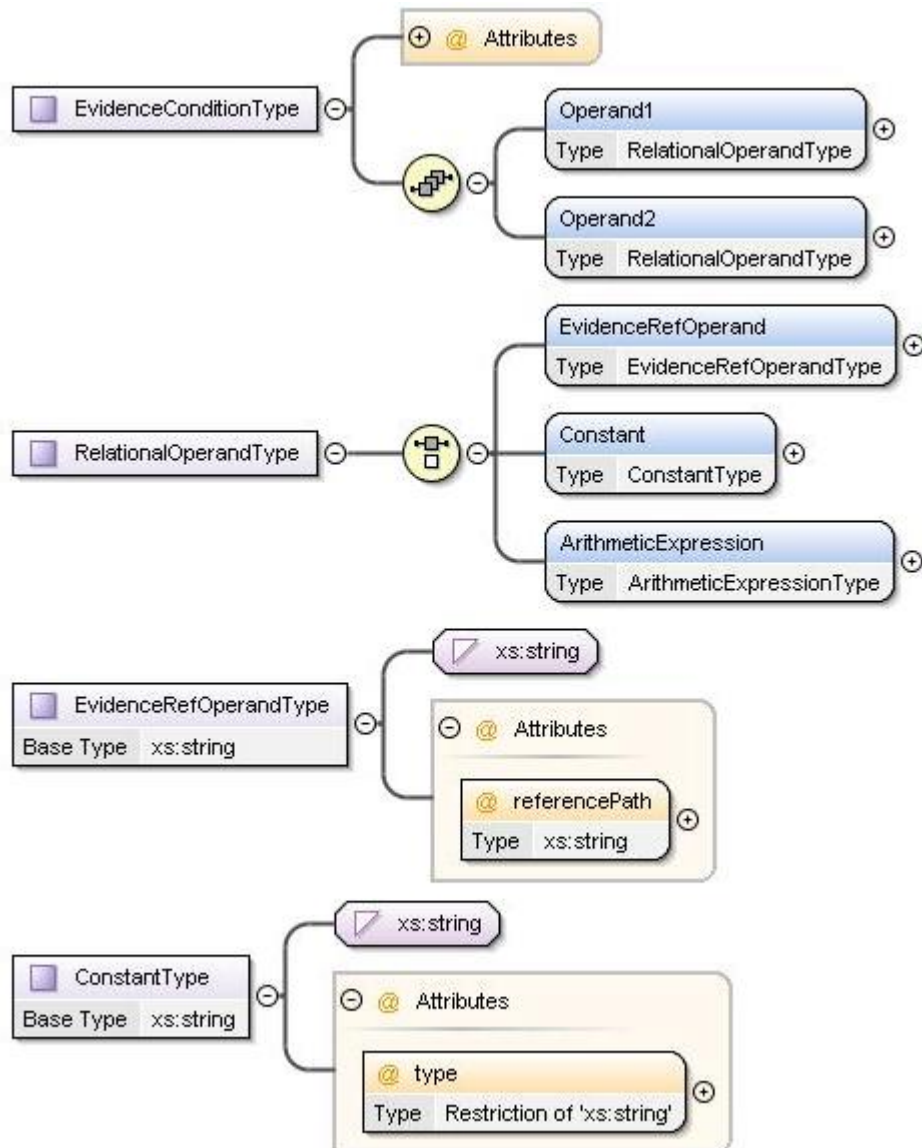 @ Attributes
EvidenceConditionType
Operand1
Type RelationalOperandType
Operand2
Type RelationalOperandType
EvidenceRefOperand
Type EvidenceRefOperandType
RelationalOperandType
Constant
Type ConstantType
ArithmeticExpression
Type ArithmeticExpressionType
xs:string
EvidenceRefOperandType
Base Type xs:string
@ Attributes
@ referencePath
Type xs:string
xs:string
ConstantType
Base Type xs:string
@ Attributes
@ type
Type Restriction of 'xs:string'